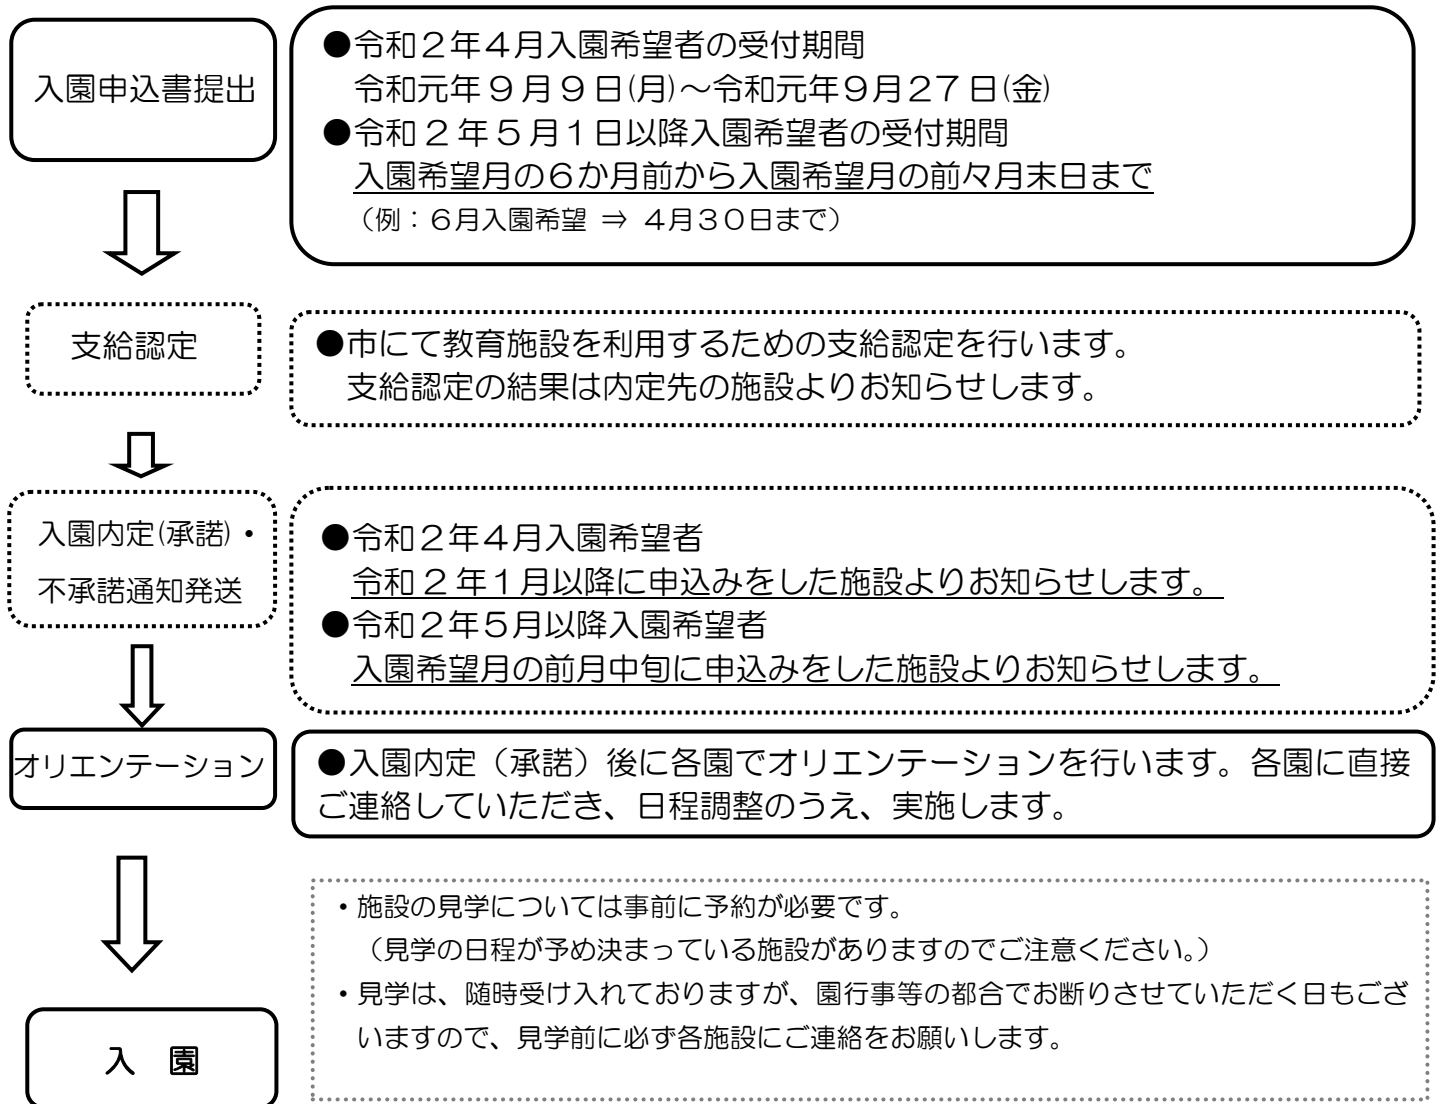 入園申込書提出
●令和２年４月入園希望者の受付期間
令和元年９月９日(月)～令和元年９月２７日(金)
●令和２年５月１日以降入園希望者の受付期間
入園希望月の６か月前から入園希望月の前々月末日まで
（例：６月入園希望 ⇒ ４月３０日まで）
支給認定
●市にて教育施設を利用するための支給認定を行います。
支給認定の結果は内定先の施設よりお知らせします。
入園内定(承諾)・
不承諾通知発送
●令和２年４月入園希望者
令和２年１月以降に申込みをした施設よりお知らせします。
●令和２年５月以降入園希望者
入園希望月の前月中旬に申込みをした施設よりお知らせします。
オリエンテーション
●入園内定（承諾）後に各園でオリエンテーションを行います。各園に直接
ご連絡していただき、日程調整のうえ、実施します。
・施設の見学については事前に予約が必要です。
（見学の日程が予め決まっている施設がありますのでご注意ください。）
・見学は、随時受け入れておりますが、園行事等の都合でお断りさせていただく日もござ
いますので、見学前に必ず各施設にご連絡をお願いします。
入　園